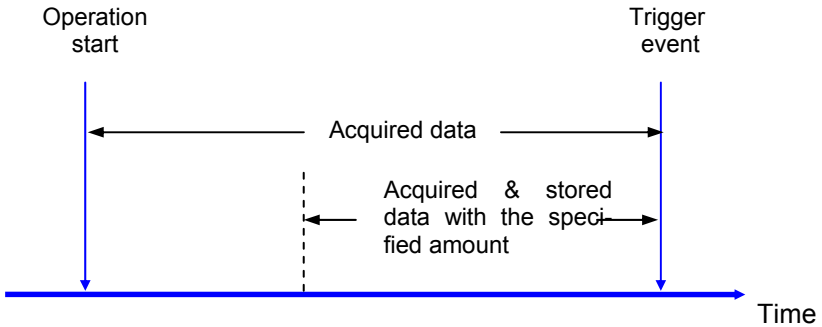 Operation
start
Trigger
event
Acquired data
Acquired & stored
data with the speci-
fied amount
Time